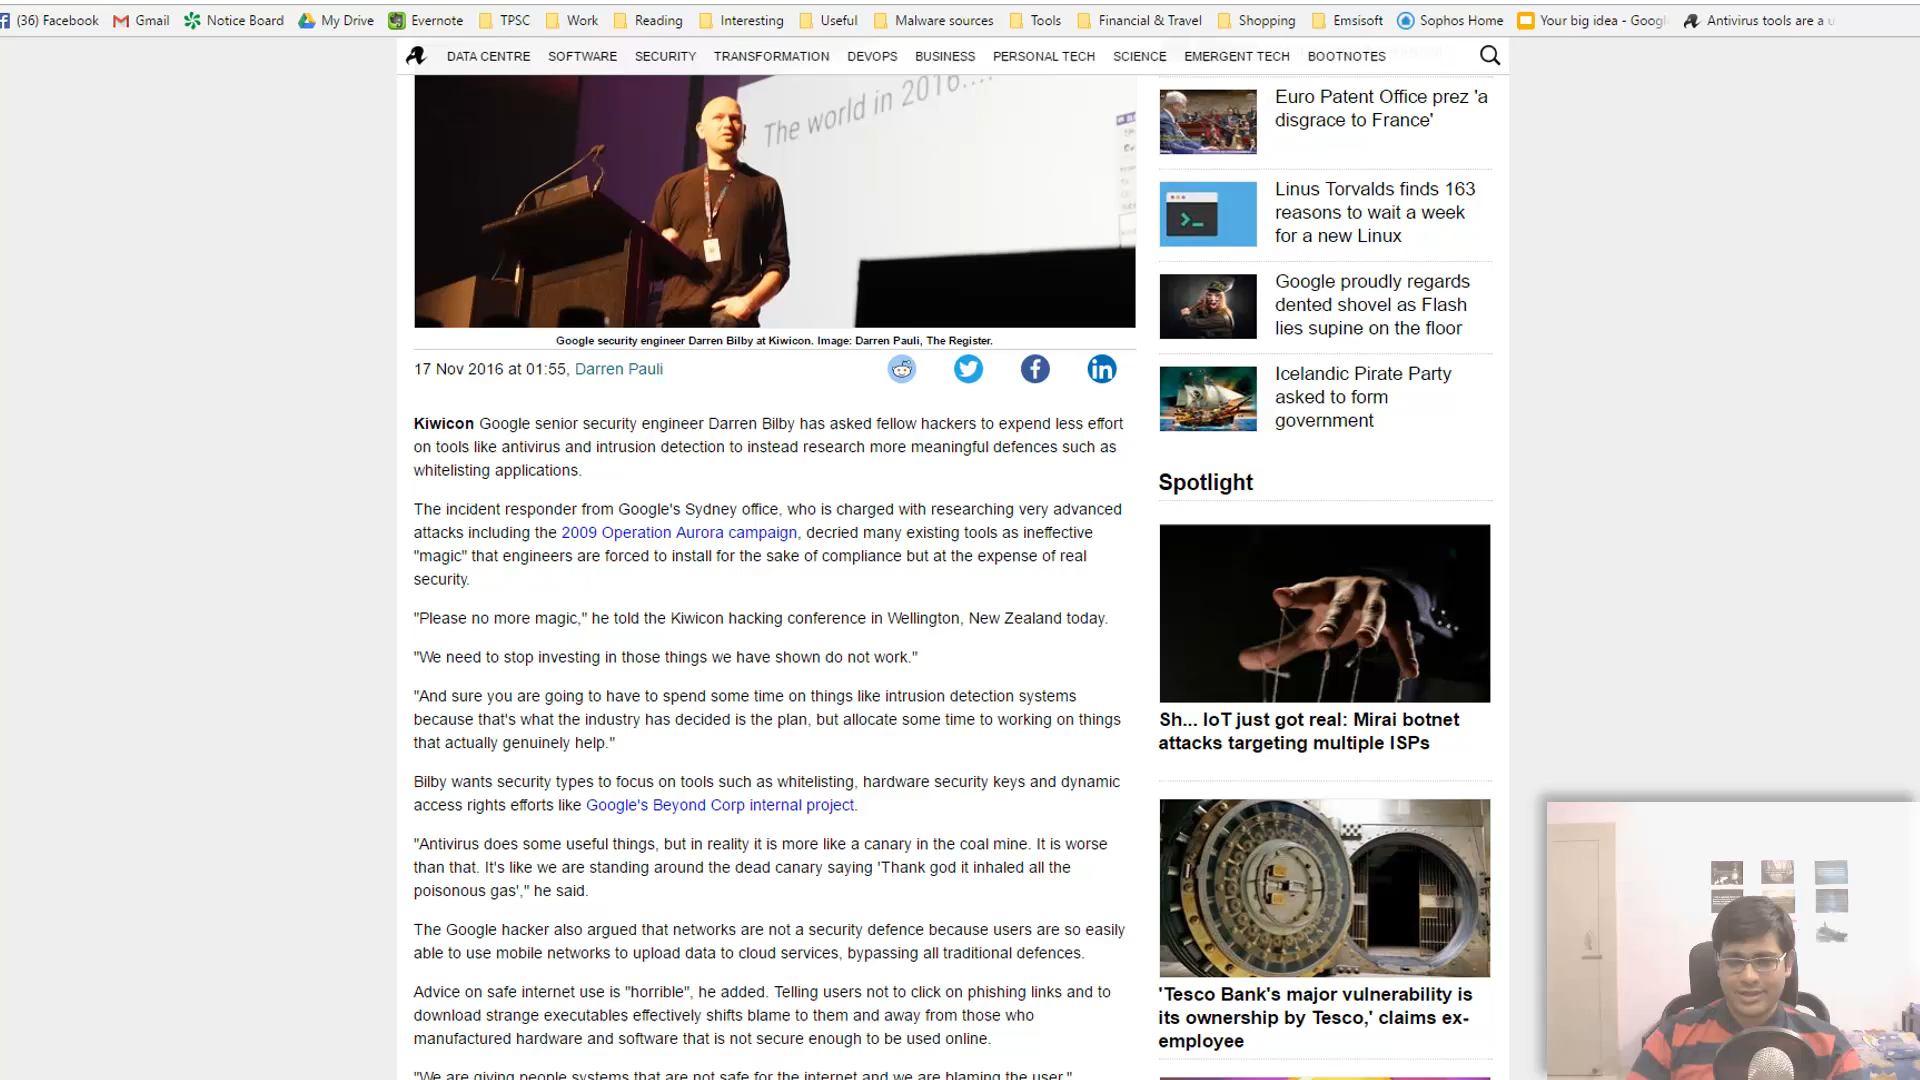 (36) Facebook Gmail Notice Board My Drive Evernote TPSC Work Reading Interesting Useful Malware sources Tools Financial & Travel Shopping Emsisoft Sophos Home Your big idea - Googl Antivirus tools are a u
DATA CENTRE SOFTWARE SECURITY TRANSFORMATION DEVOPS BUSINESS PERSONAL TECH SCIENCE EMERGENT TECH BOOTNOTES
The world in 2016....
Google security engineer Darren Bilby at Kiwicon. Image: Darren Pauli, The Register.
17 Nov 2016 at 01:55, Darren Pauli
Kiwicon Google senior security engineer Darren Bilby has asked fellow hackers to expend less effort
on tools like antivirus and intrusion detection to instead research more meaningful defences such as
whitelisting applications.
The incident responder from Google's Sydney office, who is charged with researching very advanced
attacks including the 2009 Operation Aurora campaign, decried many existing tools as ineffective
"magic" that engineers are forced to install for the sake of compliance but at the expense of real
security.
"Please no more magic," he told the Kiwicon hacking conference in Wellington, New Zealand today.
"We need to stop investing in those things we have shown do not work."
"And sure you are going to have to spend some time on things like intrusion detection systems
because that's what the industry has decided is the plan, but allocate some time to working on things
that actually genuinely help."
Bilby wants security types to focus on tools such as whitelisting, hardware security keys and dynamic
access rights efforts like Google's Beyond Corp internal project.
"Antivirus does some useful things, but in reality it is more like a canary in the coal mine. It is worse
than that. It's like we are standing around the dead canary saying 'Thank god it inhaled all the
poisonous gas'," he said.
The Google hacker also argued that networks are not a security defence because users are so easily
able to use mobile networks to upload data to cloud services, bypassing all traditional defences.
Advice on safe internet use is "horrible", he added. Telling users not to click on phishing links and to
download strange executables effectively shifts blame to them and away from those who
manufactured hardware and software that is not secure enough to be used online.
"We are giving people systems that are not safe for the internet and we are blaming the user."
Euro Patent Office prez 'a
disgrace to France'
Linus Torvalds finds 163
reasons to wait a week
for a new Linux
Google proudly regards
dented shovel as Flash
lies supine on the floor
Icelandic Pirate Party
asked to form
government
Spotlight
Sh... IoT just got real: Mirai botnet
attacks targeting multiple ISPs
'Tesco Bank's major vulnerability is
its ownership by Tesco,' claims ex-
employee